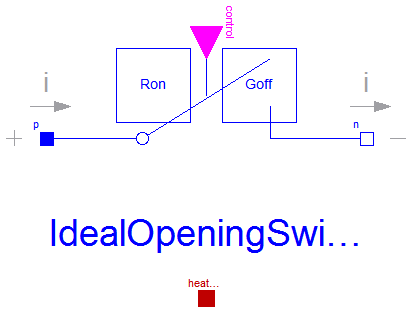 control
i
i
Ron
Goff
p
n
+
−
IdealOpeningSwi...
heat...